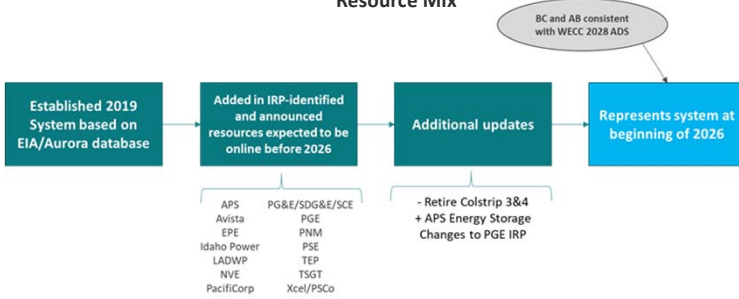 Resource Mix
BC and AB consistent
with WECC 2028 ADS
Established 2019
System based on
EIA/Aurora database
Added in IRP-identified
and announced
resources expected to be
online before 2026
Additional updates
Represents system at
beginning of 2026
APS
Avista
EPE
Idaho Power
LADWP
NVE
PacifiCorp
PG&E/SDG&E/SCE
PGE
PNM
PSE
TEP
TSGT
Xcel/PSCo
- Retire Colstrip 3&4
+ APS Energy Storage
Changes to PGE IRP